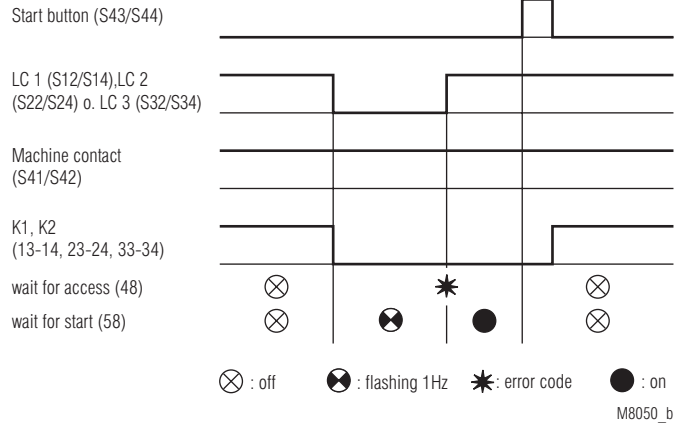 Start button (S43/S44)
LC 1 (S12/S14),LC 2
(S22/S24) o. LC 3 (S32/S34)
Machine contact
(S41/S42)
K1, K2
(13-14, 23-24, 33-34)
wait for access (48)
wait for start (58)
: off : flashing 1Hz : error code : on
M8050_b